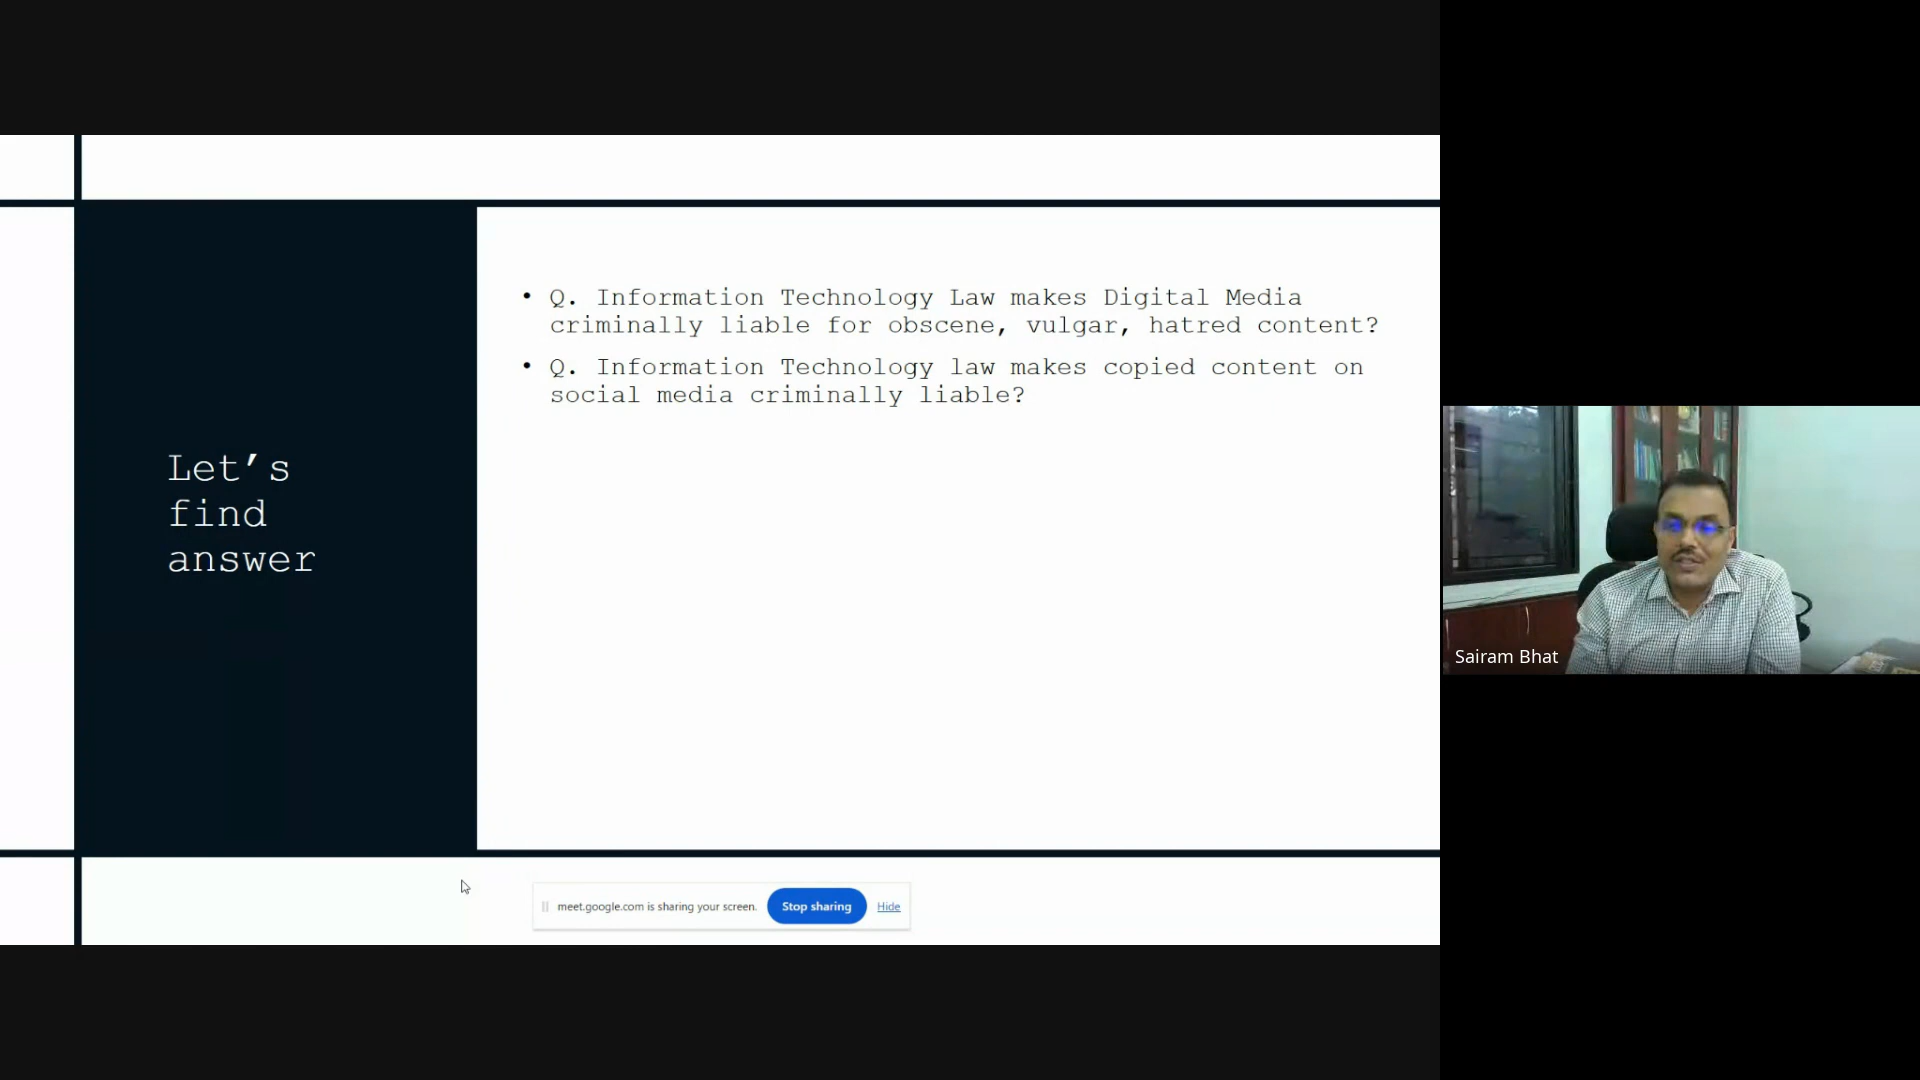 Let’s
find
answer
• Q. Information Technology Law makes Digital Media
criminally liable for obscene, vulgar, hatred content?
• Q. Information Technology law makes copied content on
social media criminally liable?
meet.google.com is sharing your screen. Stop sharing Hide
Sairam Bhat